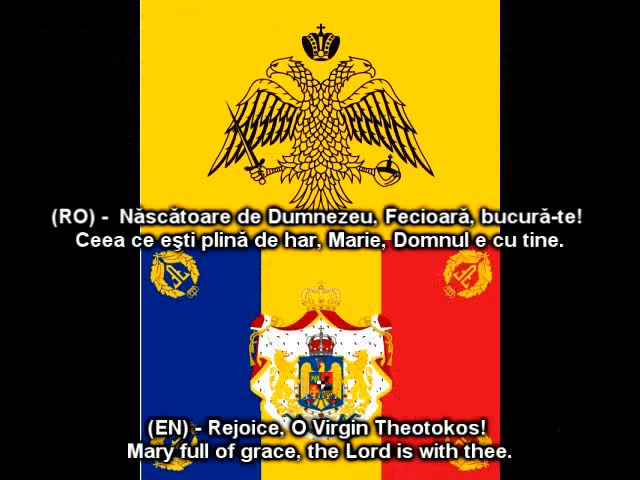 (RO) - Născătoare de Dumnezeu, Fecioară, bucură-te!
Ceea ce eşti plină de har, Marie, Domnul e cu tine.
(EN) - Rejoice, O Virgin Theotokos!
Mary full of grace, the Lord is with thee.